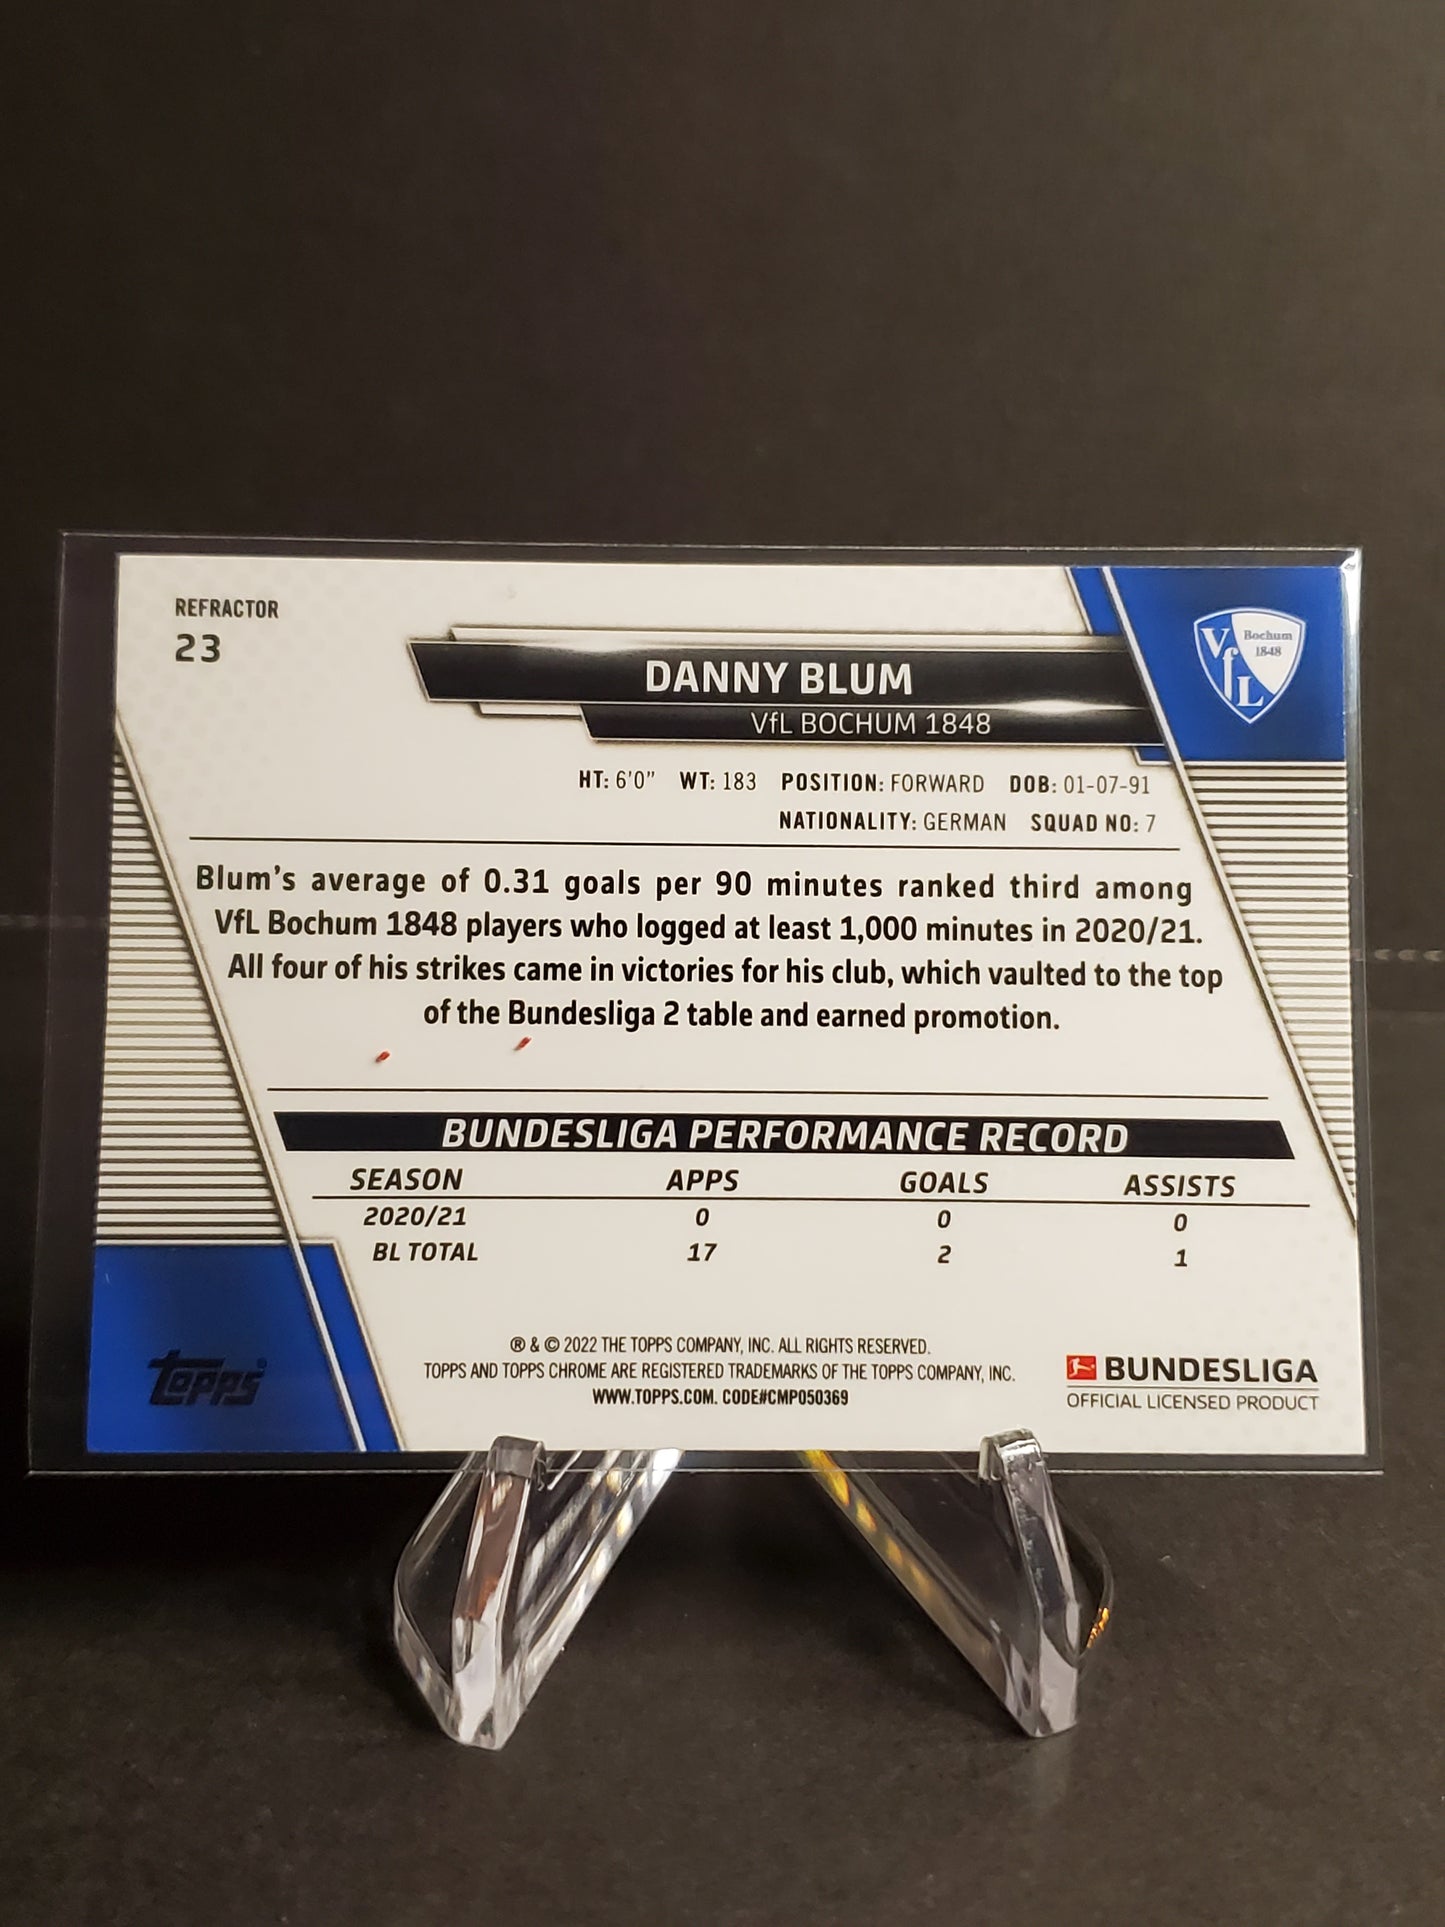 REFRACTOR
23
DANNY BLUM
VfL BOCHUM 1848
VfL
Bochum
1848
HT: 6'0" WT: 183 POSITION: FORWARD DOB: 01-07-91
NATIONALITY: GERMAN SQUAD NO: 7
Blum's average of 0.31 goals per 90 minutes ranked third among
VfL Bochum 1848 players who logged at least 1,000 minutes in 2020/21.
All four of his strikes came in victories for his club, which vaulted to the top
of the Bundesliga 2 table and earned promotion.
BUNDESLIGA PERFORMANCE RECORD
SEASON APPS GOALS ASSISTS
2020/21 0 0 0
BL TOTAL 17 2 1
® & © 2022 THE TOPPS COMPANY, INC. ALL RIGHTS RESERVED.
TOPPS AND TOPPS CHROME ARE REGISTERED TRADEMARKS OF THE TOPPS COMPANY, INC.
WWW.TOPPS.COM. CODE#CMP050369
topps
BUNDESLIGA
OFFICIAL LICENSED PRODUCT